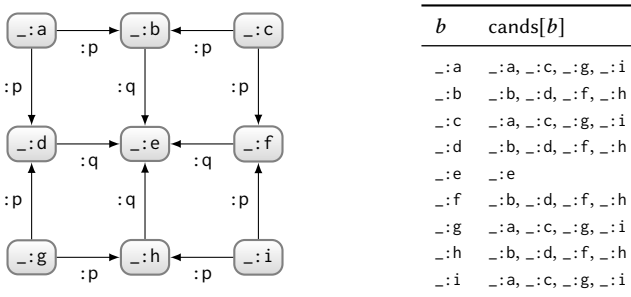 _:a :p _:b :p _:c
:p :q :p
_:d :q _:e :q _:f
:p :q :p
_:g :p _:h :p _:i
b cands[b]
_:a _:a, _:c, _:g, _:i
_:b _:b, _:d, _:f, _:h
_:c _:a, _:c, _:g, _:i
_:d _:b, _:d, _:f, _:h
_:e _:e
_:f _:b, _:d, _:f, _:h
_:g _:a, _:c, _:g, _:i
_:h _:b, _:d, _:f, _:h
_:i _:a, _:c, _:g, _:i